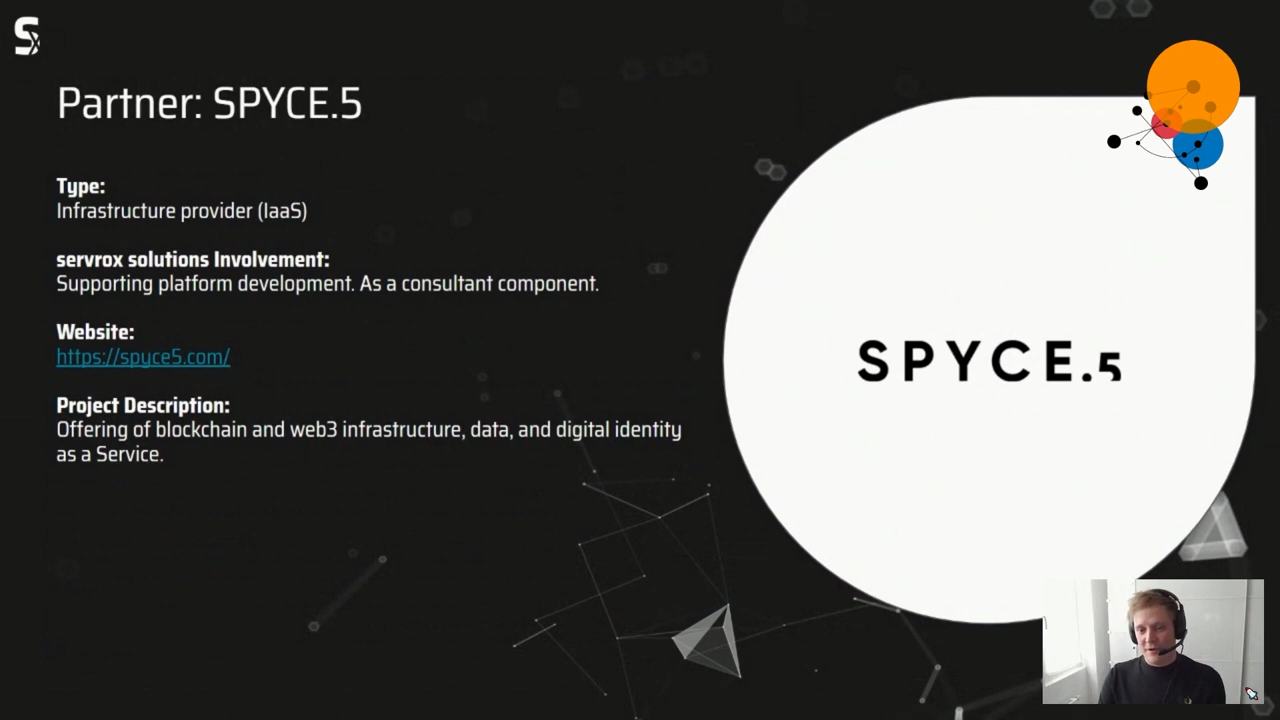 S
Partner: SPYCE.5
Type:
Infrastructure provider (IaaS)
servrox solutions Involvement:
Supporting platform development. As a consultant component.
Website:
https://spyce5.com/
Project Description:
Offering of blockchain and web3 infrastructure, data, and digital identity
as a Service.
SPYCE.5